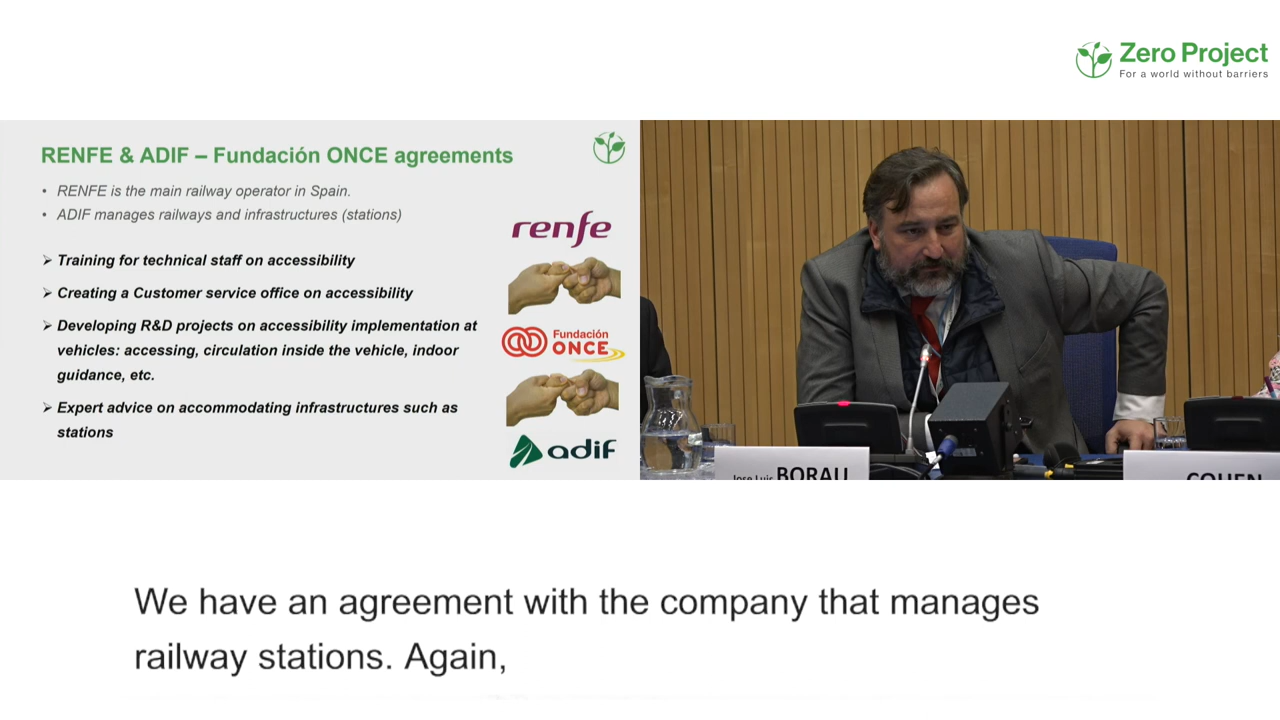 Zero Project
For a world without barriers
RENFE & ADIF – Fundación ONCE agreements
• RENFE is the main railway operator in Spain.
• ADIF manages railways and infrastructures (stations)
renfe
➢ Training for technical staff on accessibility
➢ Creating a Customer service office on accessibility
➢ Developing R&D projects on accessibility implementation at
vehicles: accessing, circulation inside the vehicle, indoor
guidance, etc.
Fundación
ONCE
➢ Expert advice on accommodating infrastructures such as
stations
adif
Jose Luis BORAU
COHEN
We have an agreement with the company that manages
railway stations. Again,